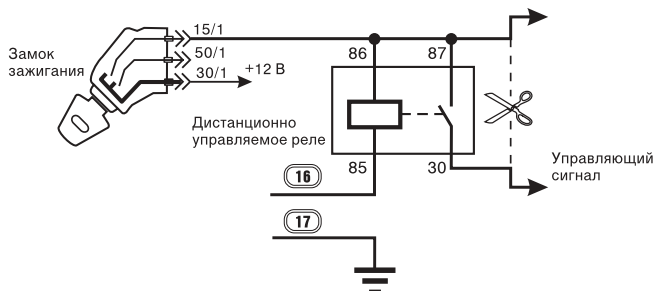 15/1
Замок
зажигания
50/1
30/1
+12 В
86
87
Дистанционно
управляемое реле
85
30
Управляющий
сигнал
16
17